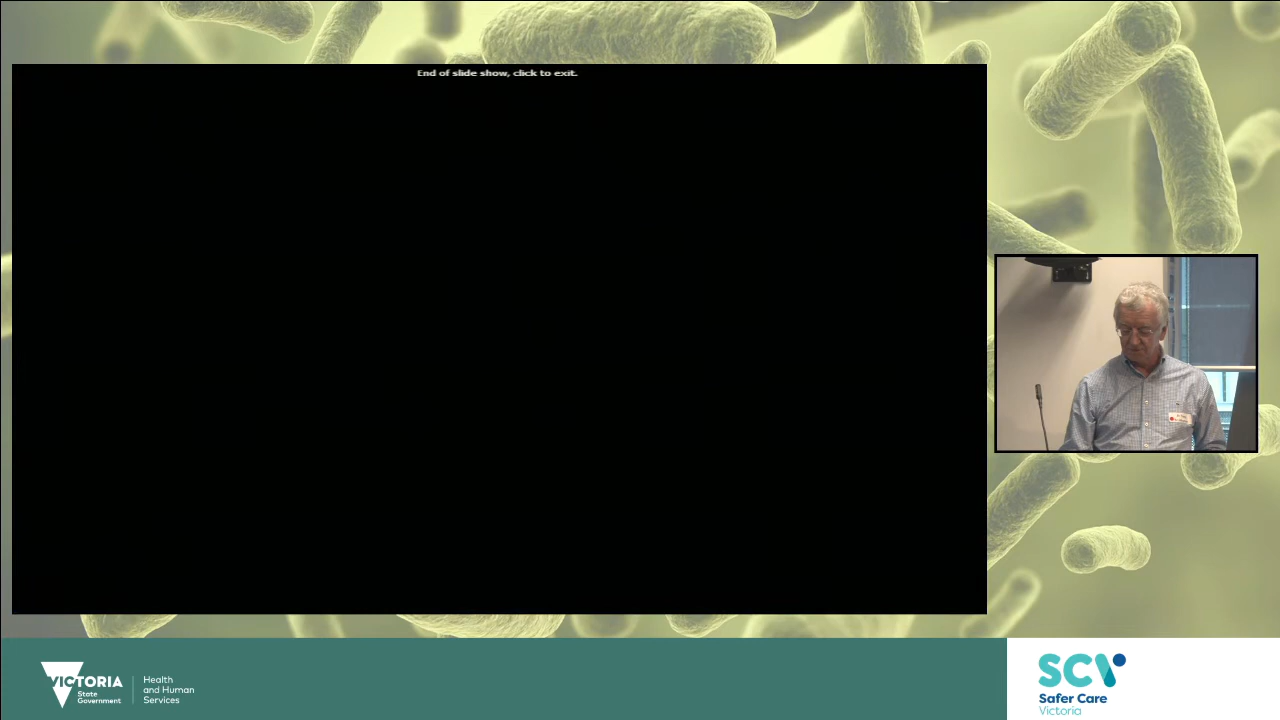 End of slide show, click to exit.
VICTORIA
State
Government
Health
and Human
Services
SCV
Safer Care
Victoria